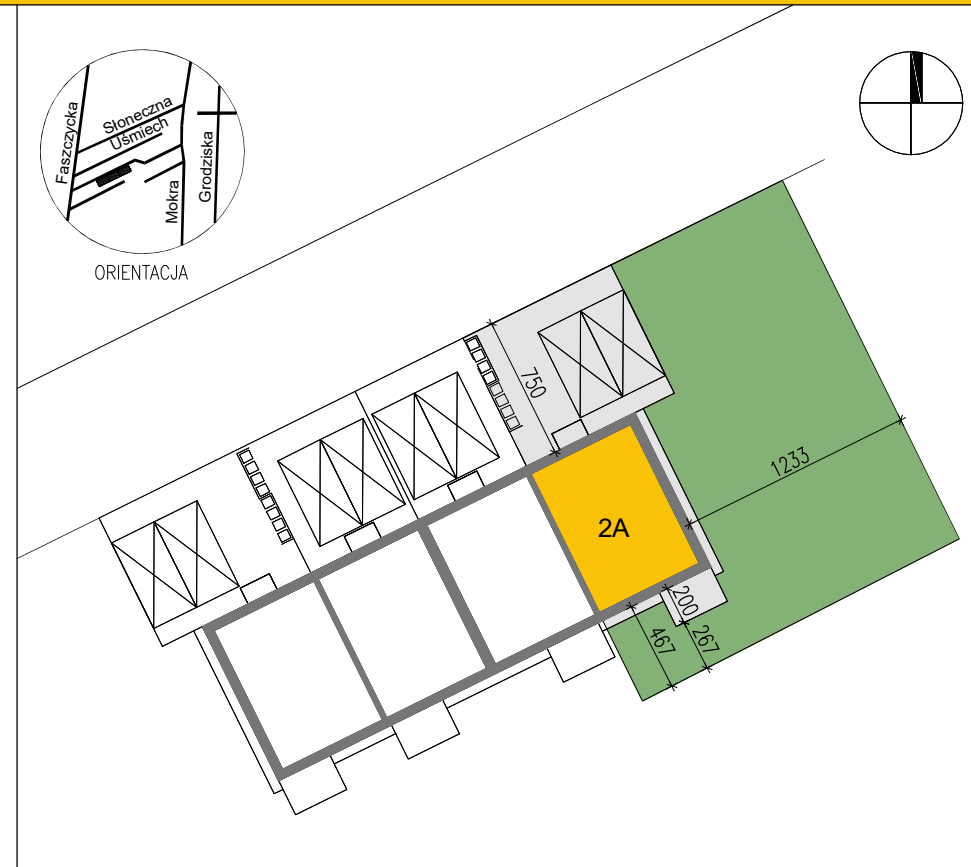 Faszczycka
Słoneczna
Uśmiech
Mokra
Grodziska
ORIENTACJA
750
1233
2A
200
467
267